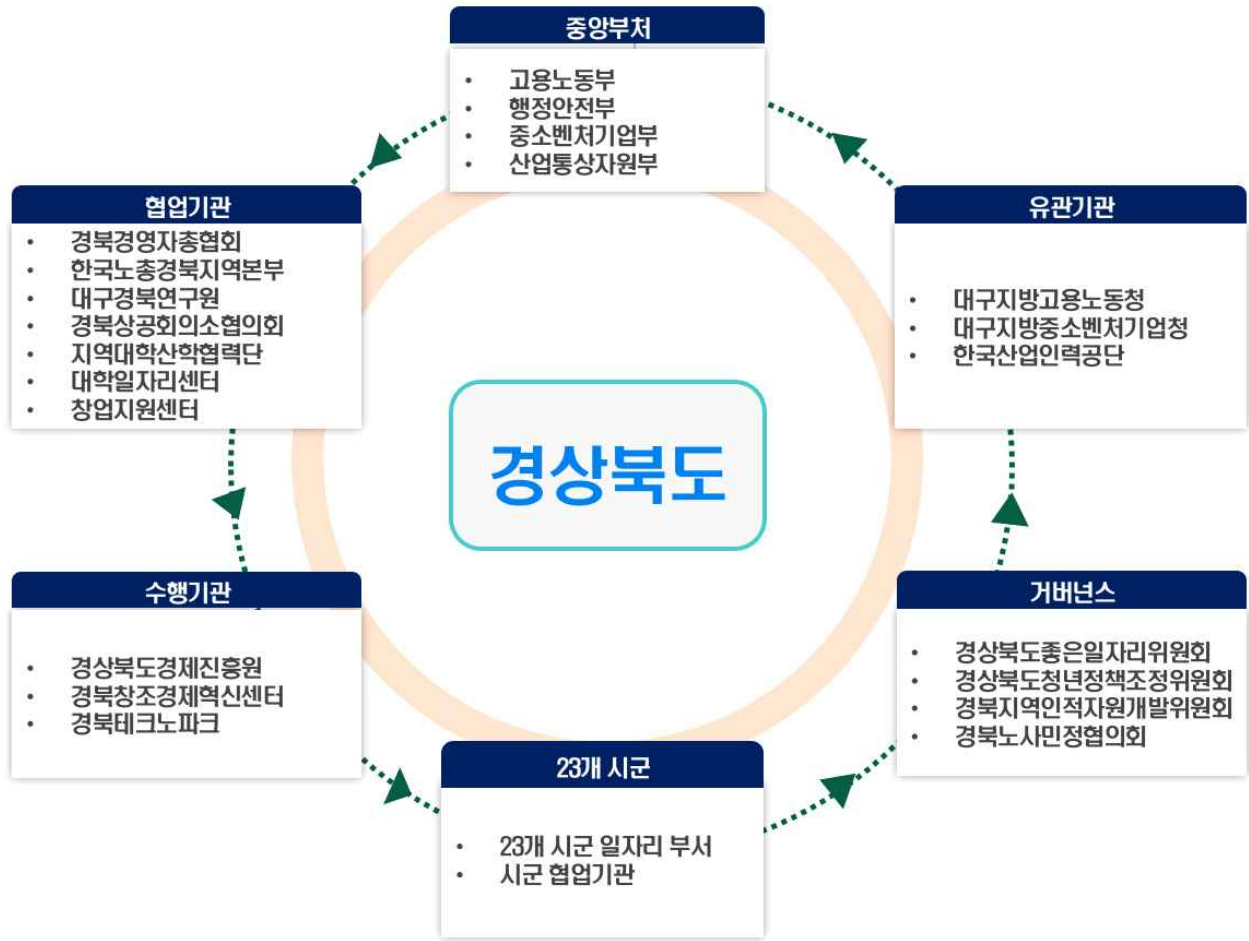 중앙부처
• 고용노동부
• 행정안전부
• 중소벤처기업부
• 산업통상자원부
협업기관
• 경북경영자총협회
• 한국노총경북지역본부
• 대구경북연구원
• 경북상공회의소협의회
• 지역대학산학협력단
• 대학일자리센터
• 창업지원센터
유관기관
• 대구지방고용노동청
• 대구지방중소벤처기업청
• 한국산업인력공단
경상북도
수행기관
• 경상북도경제진흥원
• 경북창조경제혁신센터
• 경북테크노파크
거버넌스
• 경상북도좋은일자리위원회
• 경상북도청년정책조정위원회
• 경북지역인적자원개발위원회
• 경북노사민정협의회
23개 시군
• 23개 시군 일자리 부서
• 시군 협업기관